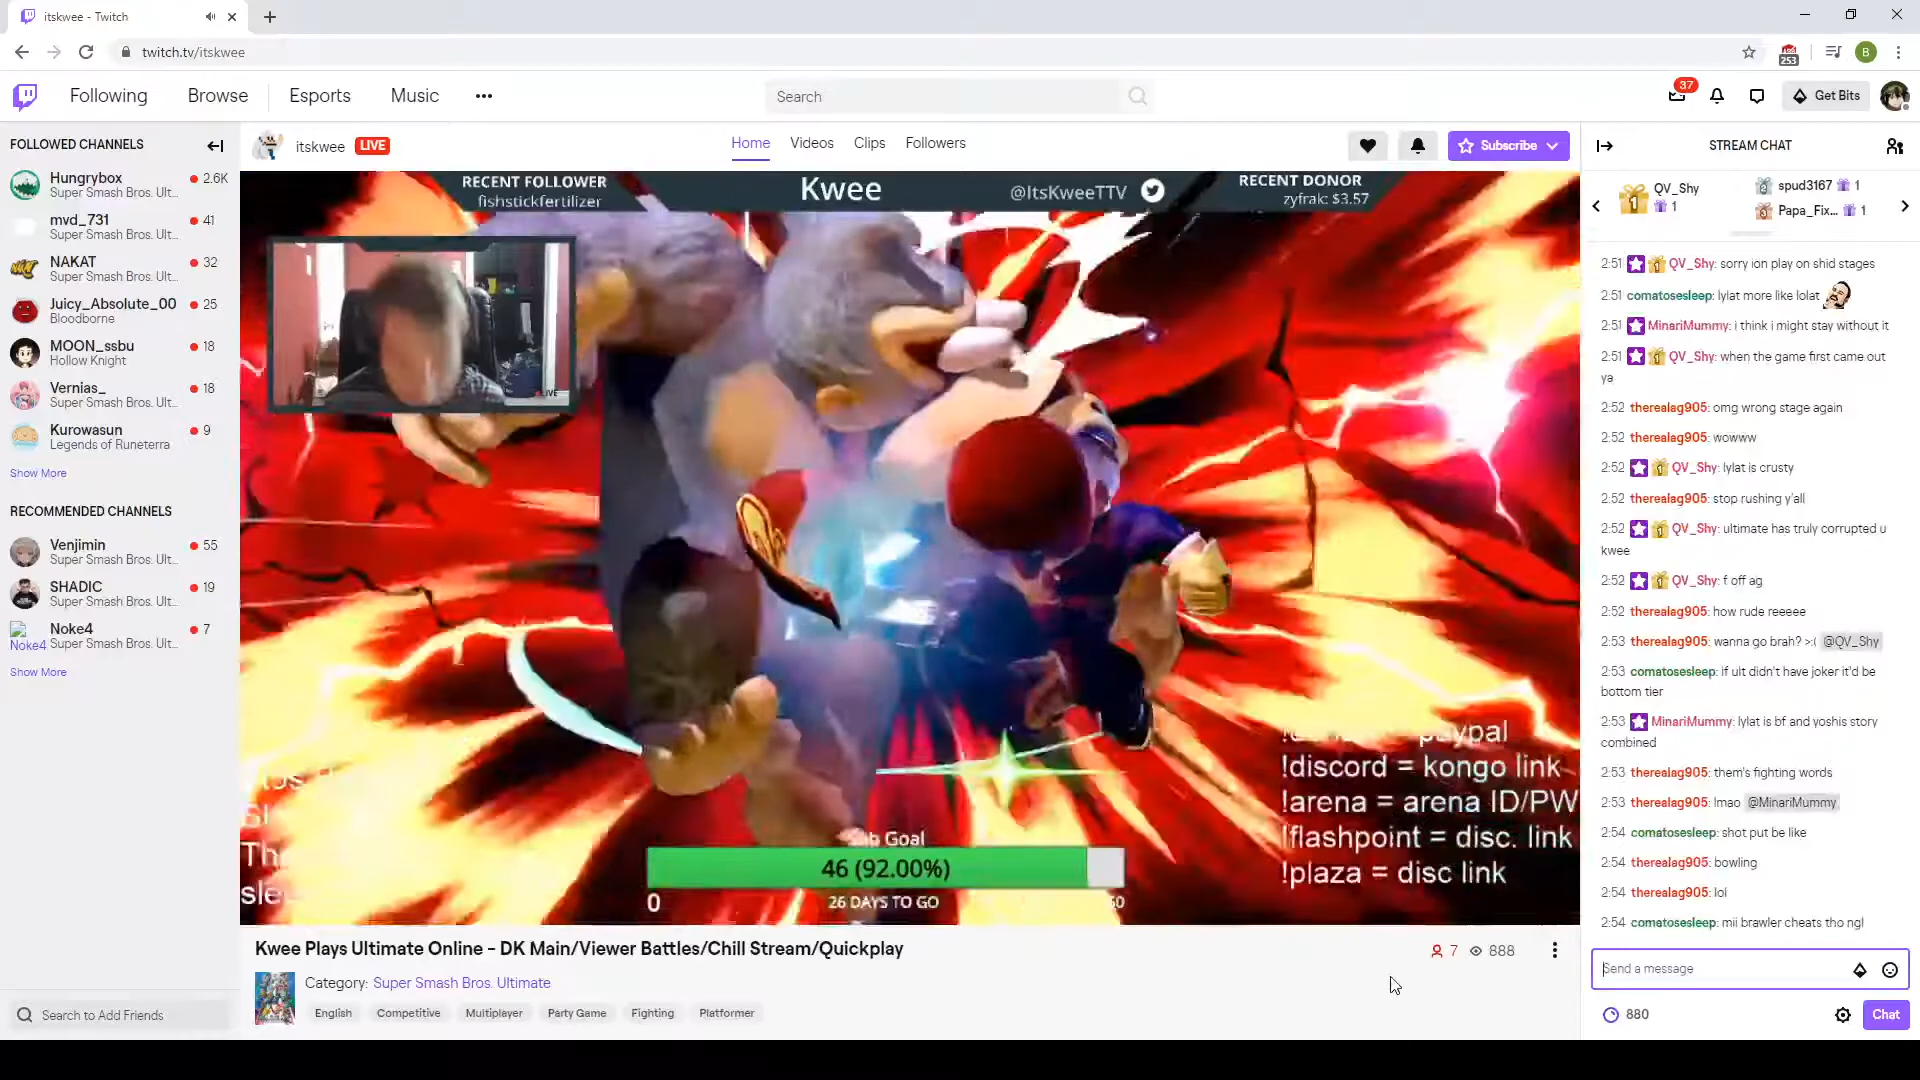 itskwee - Twitch
twitch.tv/itskwee
253
B
Following
Browse
Esports
Music
Search
37
Get Bits
FOLLOWED CHANNELS
Hungrybox
2.6K
Super Smash Bros. Ult...
mvd_731
41
Super Smash Bros. Ult...
NAKAT
32
Super Smash Bros. Ult...
Juicy_Absolute_00
25
Bloodborne
MOON_ssbu
18
Hollow Knight
Vernias_
18
Super Smash Bros. Ult...
Kurowasun
9
Legends of Runeterra
Show More
RECOMMENDED CHANNELS
Venjimin
55
Super Smash Bros. Ult...
SHADIC
19
Super Smash Bros. Ult...
Noke4
7
Noke4
Super Smash Bros. Ult...
Show More
Search to Add Friends
itskwee
LIVE
Home
Videos
Clips
Followers
Subscribe
RECENT FOLLOWER
fishstickfertilizer
Kwee
@ItsKweeTTV
RECENT DONOR
zyfrak: $3.57
LIVE
paypal
!discord = kongo link
!arena = arena ID/PW
!flashpoint = disc. link
!plaza = disc link
Goal
46 (92.00%)
0
26 DAYS TO GO
Kwee Plays Ultimate Online - DK Main/Viewer Battles/Chill Stream/Quickplay
7
888
Category: Super Smash Bros. Ultimate
English
Competitive
Multiplayer
Party Game
Fighting
Platformer
STREAM CHAT
1
QV_Shy
1
2
spud3167
1
3
Papa_Fix...
1
2:51 QV_Shy: sorry ion play on shid stages
2:51 comatosesleep: lylat more like lolat
2:51 MinariMummy: i think i might stay without it
2:51 QV_Shy: when the game first came out
ya
2:52 therealag905: omg wrong stage again
2:52 therealag905: wowww
2:52 QV_Shy: lylat is crusty
2:52 therealag905: stop rushing y'all
2:52 QV_Shy: ultimate has truly corrupted u
kwee
2:52 QV_Shy: f off ag
2:52 therealag905: how rude reeeee
2:53 therealag905: wanna go brah? >:( @QV_Shy
2:53 comatosesleep: if ult didn't have joker it'd be
bottom tier
2:53 MinariMummy: lylat is bf and yoshis story
combined
2:53 therealag905: them's fighting words
2:53 therealag905: lmao @MinariMummy
2:54 comatosesleep: shot put be like
2:54 therealag905: bowling
2:54 therealag905: lol
2:54 comatosesleep: mii brawler cheats tho ngl
Send a message
880
Chat